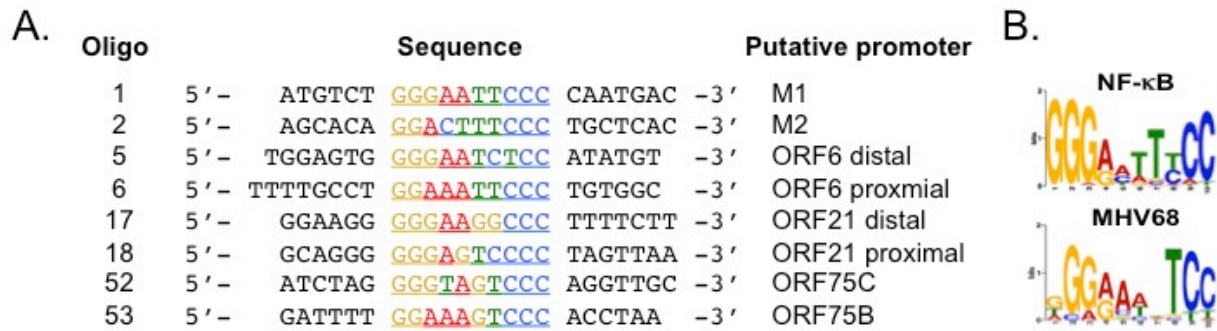 A.
Oligo Sequence Putative promoter
1 5′- ATGTCT GGGAATTCCC CAATGAC -3′ M1
2 5′- AGCACA GGACTTTCCC TGCTCAC -3′ M2
5 5′- TGGAGTG GGGAATCTCC ATATGT -3′ ORF6 distal
6 5′- TTTTGCCT GGAAATTCCC TGTGGC -3′ ORF6 proxmial
17 5′- GGAAGG GGGAAGGCCC TTTTCTT -3′ ORF21 distal
18 5′- GCAGGG GGGAGTCCCC TAGTTAA -3′ ORF21 proximal
52 5′- ATCTAG GGGTAGTCCC AGGTTGC -3′ ORF75C
53 5′- GATTTT GGAAAGTCCC ACCTAA -3′ ORF75B
B.
NF-κB
MHV68